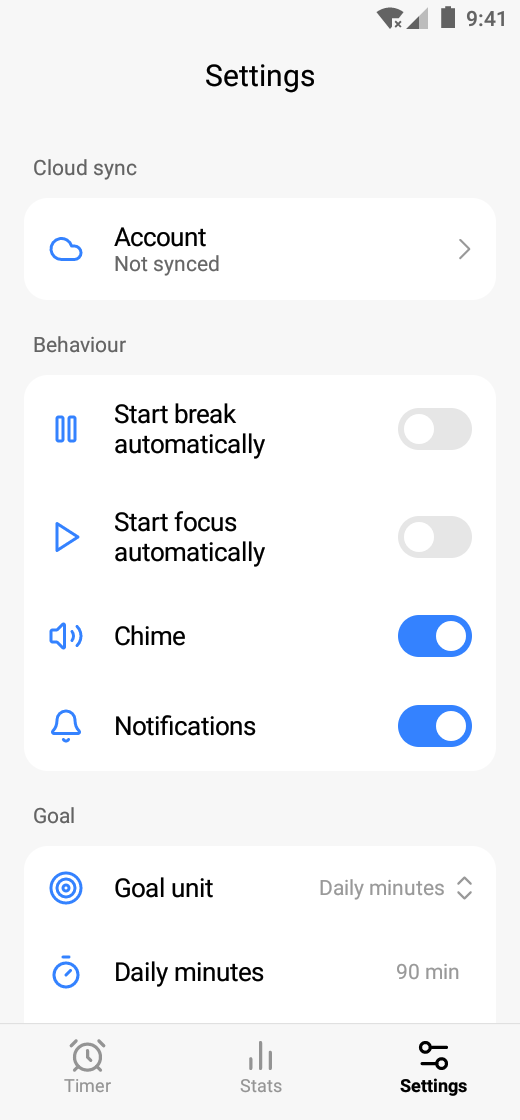 9:41
Settings
Cloud sync
Account
Not synced
Behaviour
Start break
automatically
Start focus
automatically
Chime
Notifications
Goal
Goal unit
Daily minutes
Daily minutes
90 min
Timer
Stats
Settings